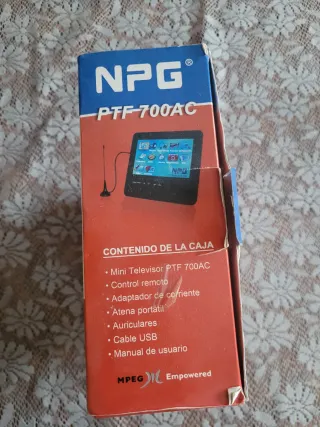 NPG®
PTF 700AC
CONTENIDO DE LA CAJA
· Mini Televisor PTF 700AC
· Control remoto
· Adaptador de corriente
· Atena portátil
· Auriculares
· Cable USB
· Manual de usuario
MPEG Empowered